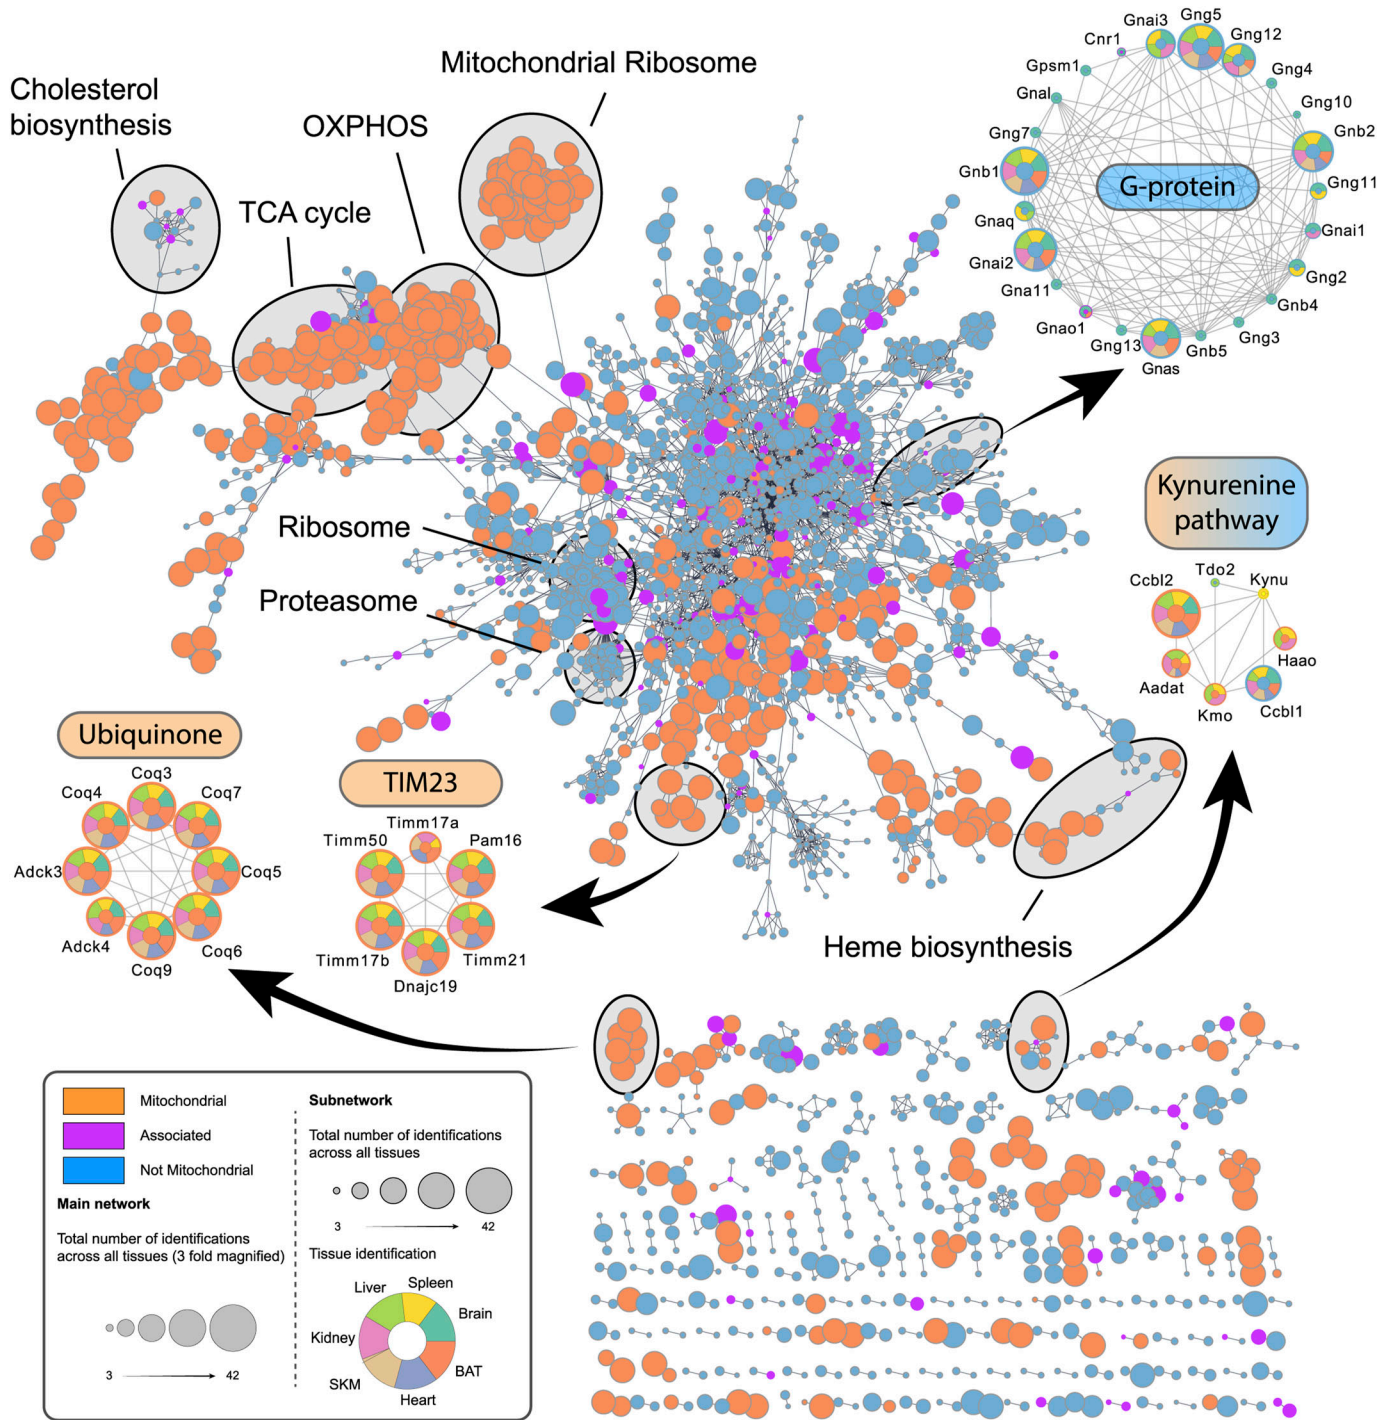 Cholesterol
biosynthesis
TCA cycle
OXPHOS
Mitochondrial Ribosome
Ribosome
Proteasome
Heme biosynthesis
G-protein
Gnai3
Gng5
Gng12
Gng4
Gng10
Gnb2
Gng11
Gnai1
Gng2
Gnb4
Gng3
Gnb5
Gnas
Gng13
Gnao1
Gna11
Gnai2
Gnaq
Gnb1
Gng7
Gnal
Gpsm1
Cnr1
Kynurenine
pathway
Ccbl2
Tdo2
Kynu
Haao
Ccbl1
Kmo
Aadat
Ubiquinone
Coq3
Coq7
Coq5
Coq6
Coq9
Adck4
Adck3
Coq4
TIM23
Timm17a
Pam16
Timm21
Dnajc19
Timm17b
Timm50
Mitochondrial
Associated
Not Mitochondrial
Main network
Total number of identifications
across all tissues (3 fold magnified)
3
42
Subnetwork
Total number of identifications
across all tissues
3
42
Tissue identification
Liver
Spleen
Brain
BAT
Heart
SKM
Kidney